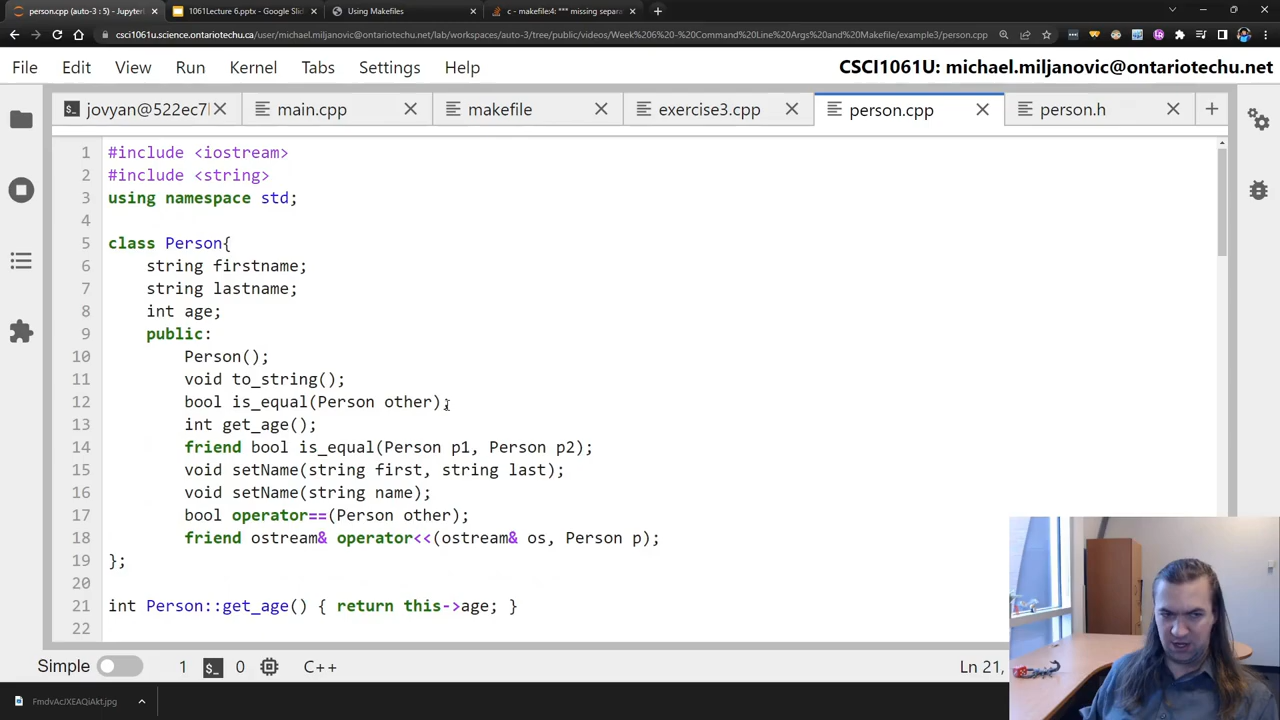 person.cpp (auto-3 : 5) - Jupyterl
1061Lecture 6.pptx - Google Slid
Using Makefiles
c - makefile4: *** missing separ
csci1061u.science.ontariotechu.ca/user/michael.miljanovic@ontariotechu.net/lab/workspaces/auto-3/tree/public/videos/Week%206%20-%20Command%20Line%20Args%20and%20Makefile/example3/person.cpp
File Edit View Run Kernel Tabs Settings Help CSCI1061U: michael.miljanovic@ontariotechu.net
jovyan@522ec7 main.cpp makefile exercise3.cpp person.cpp person.h
1 #include <iostream>
2 #include <string>
3 using namespace std;
4
5 class Person{
6 string firstname;
7 string lastname;
8 int age;
9 public:
10 Person();
11 void to_string();
12 bool is_equal(Person other);
13 int get_age();
14 friend bool is_equal(Person p1, Person p2);
15 void setName(string first, string last);
16 void setName(string name);
17 bool operator==(Person other);
18 friend ostream& operator<<(ostream& os, Person p);
19 };
20
21 int Person::get_age() { return this->age; }
22
Simple 1 0 C++ Ln 21,
FmdvAcJXEAQiAkt.jpg